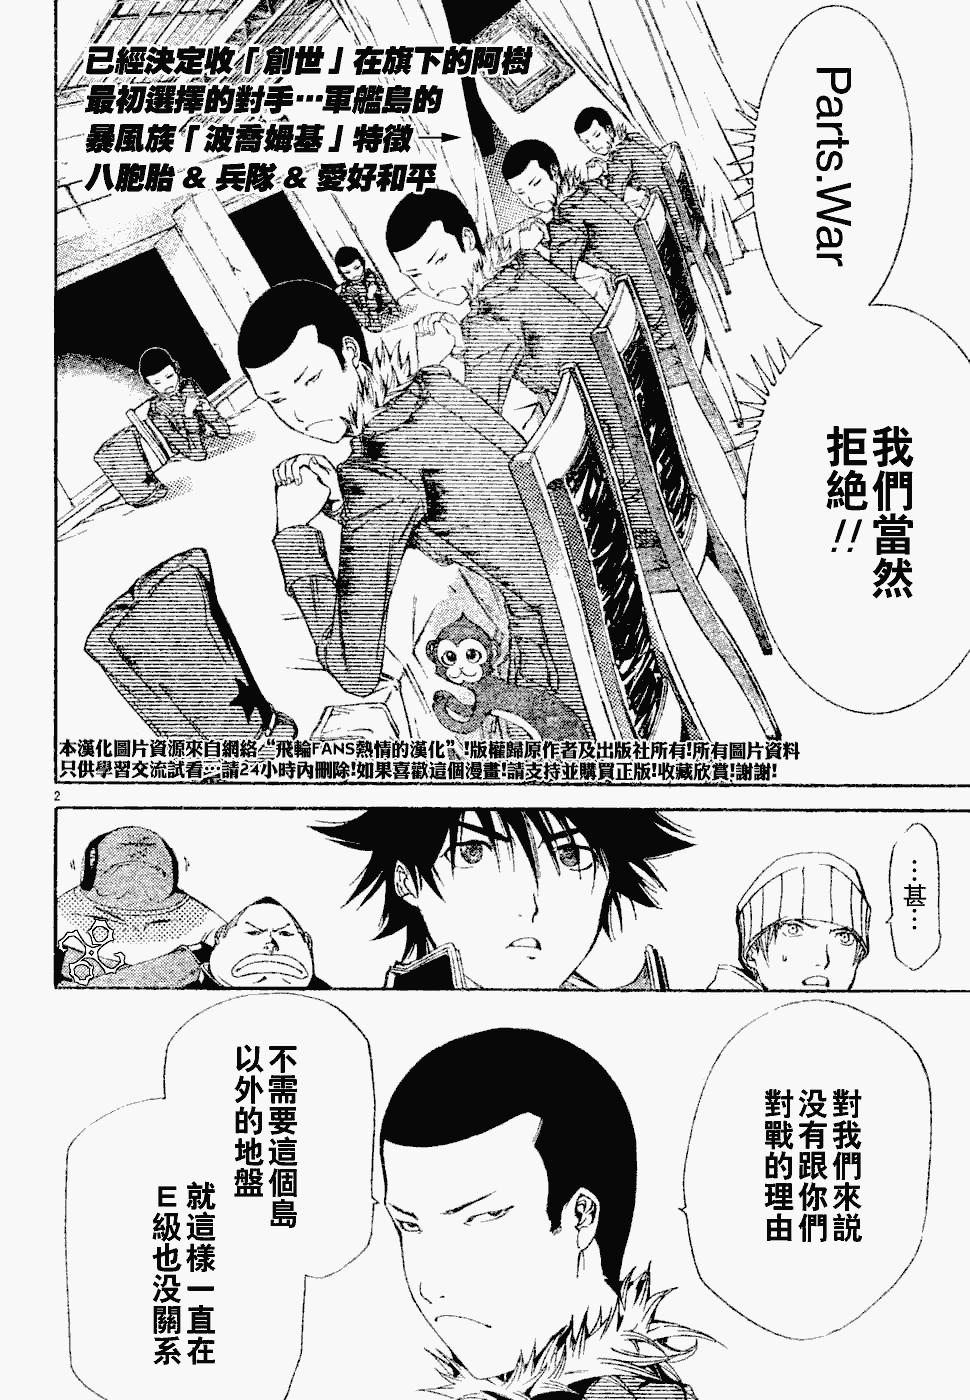 Parts.War
我們當然
拒絕!!
已經決定收「創世」在旗下的阿樹
最初選擇的對手…軍艦島的
暴風族「波喬姆基」特徵
八胞胎 & 兵隊 & 愛好和平
本漢化圖片資源來自網絡“飛輪FANS熱情的漢化”!版權歸原作者及出版社所有!所有圖片資料
只供學習交流試看…請24小時內刪除!如果喜歡這個漫畫!請支持並購買正版!收藏欣賞!謝謝!
2
…甚…
對我們來説
没有跟你們
對戰的理由
不需要這個島
以外的地盤
就這樣一直在
E級也没關系